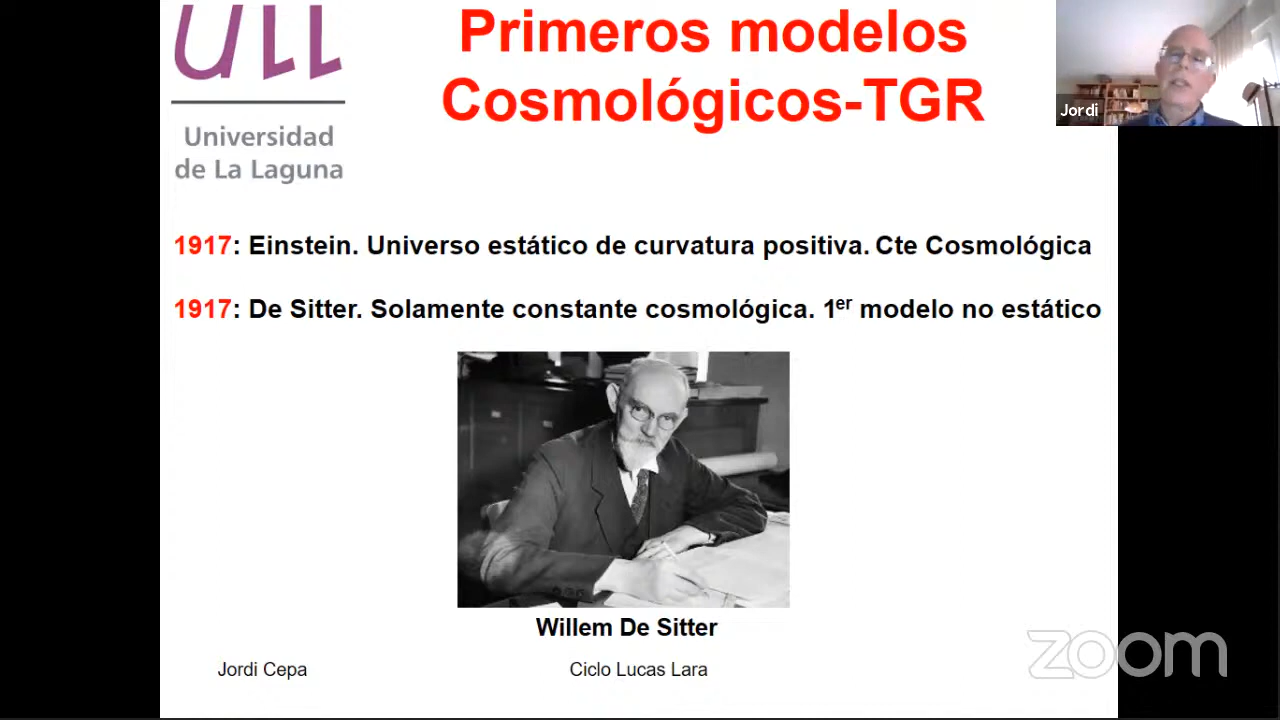 ULL
Universidad
de La Laguna
Primeros modelos
Cosmológicos-TGR
Jordi
1917: Einstein. Universo estático de curvatura positiva. Cte Cosmológica
1917: De Sitter. Solamente constante cosmológica. 1er modelo no estático
Willem De Sitter
Jordi Cepa
Ciclo Lucas Lara
zoom